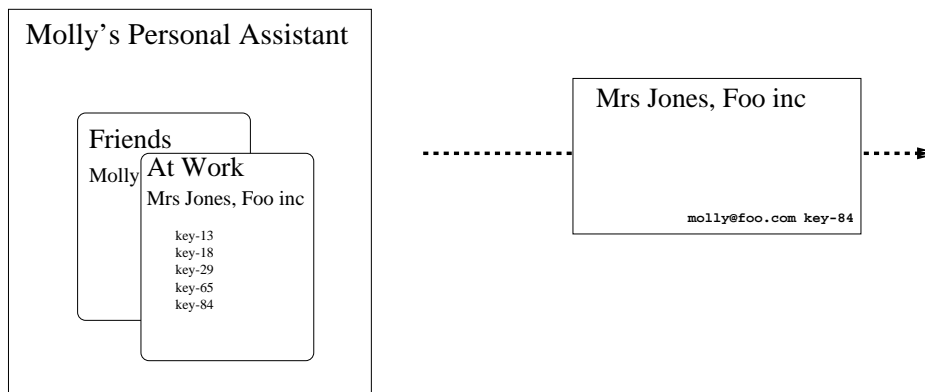 Molly's Personal Assistant
Friends
Molly
At Work
Mrs Jones, Foo inc
key-13
key-18
key-29
key-65
key-84
Mrs Jones, Foo inc
molly@foo.com key-84